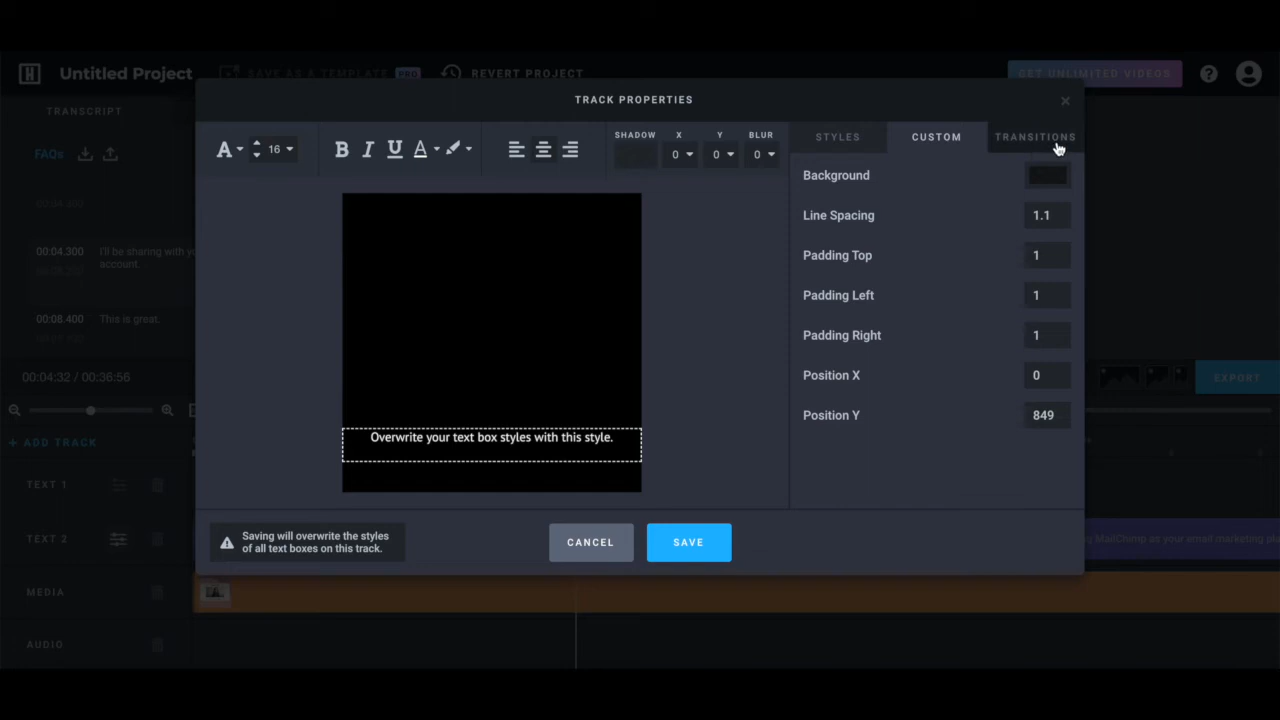 Untitled Project
SAVE AS A TEMPLATE PRO
REVERT PROJECT
GET UNLIMITED VIDEOS
?
TRANSCRIPT
TRACK PROPERTIES
×
FAQs
A 16
B I U A
SHADOW X Y BLUR
0 0 0
STYLES CUSTOM TRANSITIONS
Background
Line Spacing 1.1
Padding Top 1
Padding Left 1
Padding Right 1
Position X 0
Position Y 849
00:04.300 I'll be sharing with yo
account.
00:08.400 This is great.
00:04:32 / 00:36:56
EXPORT
+ ADD TRACK
Overwrite your text box styles with this style.
TEXT 1
TEXT 2
MEDIA
AUDIO
Saving will overwrite the styles
of all text boxes on this track.
CANCEL
SAVE
MailChimp as your email marketing pla